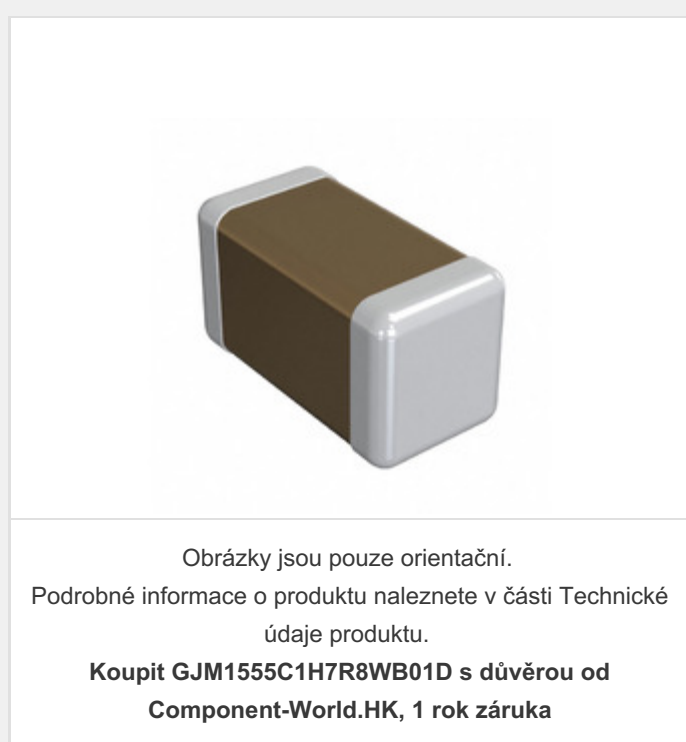 Obrázky jsou pouze orientační.
Podrobné informace o produktu naleznete v části Technické
údaje produktu.
Koupit GJM1555C1H7R8WB01D s důvěrou od
Component-World.HK, 1 rok záruka